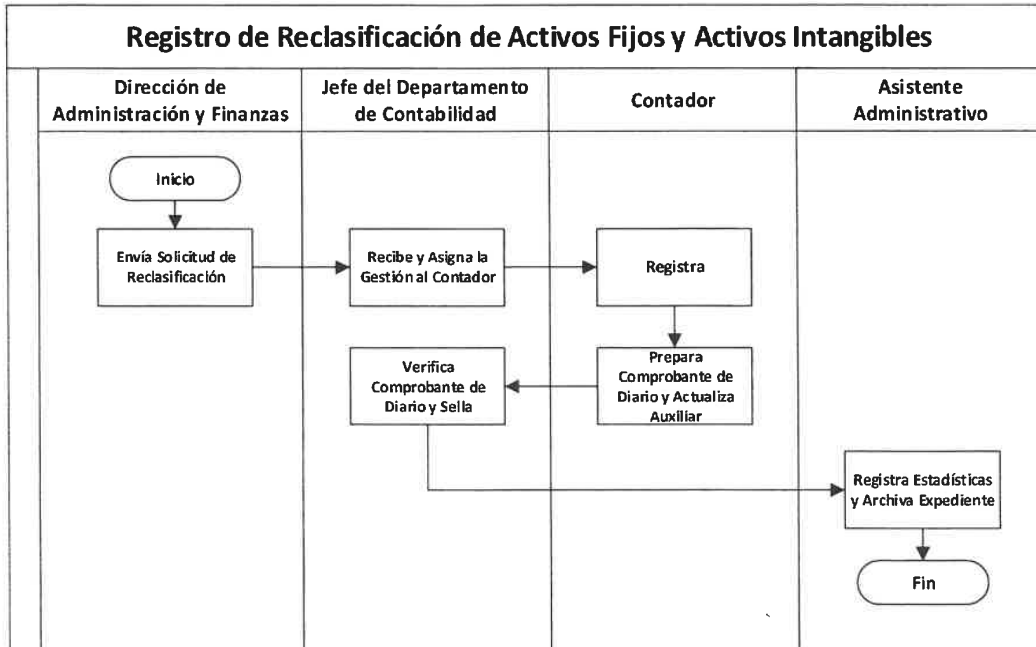 Registro de Reclasificación de Activos Fijos y Activos Intangibles
Dirección de
Administración y Finanzas
Jefe del Departamento
de Contabilidad
Contador
Asistente
Administrativo
Inicio
Envía Solicitud de
Reclasificación
Recibe y Asigna la
Gestión al Contador
Registra
Verifica
Comprobante de
Diario y Sella
Prepara
Comprobante de
Diario y Actualiza
Auxiliar
Registra Estadísticas
y Archiva Expediente
Fin